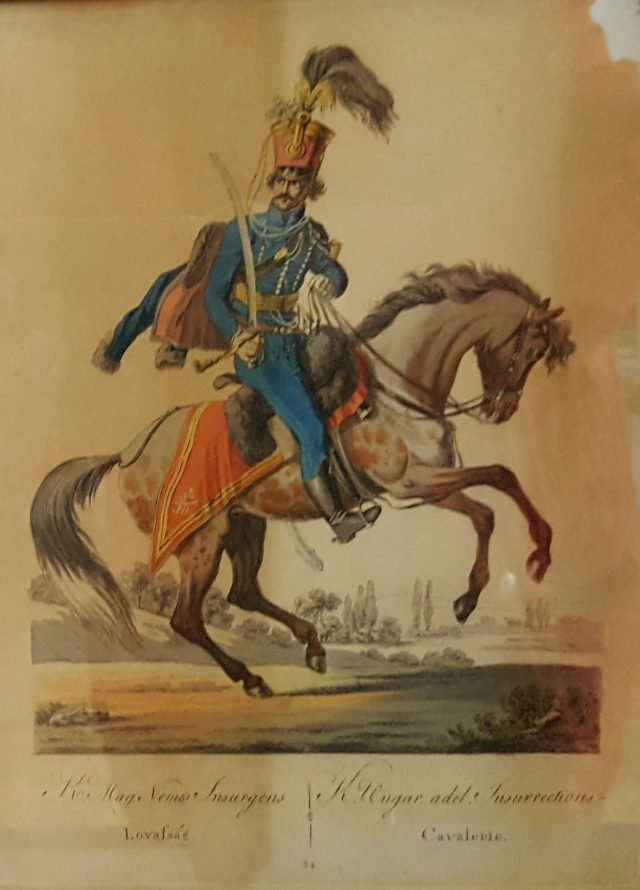 K. Mag. Nemes Insurgens
Lovasság.
K. Ungar. adel. Insurrections-
Cavalerie.